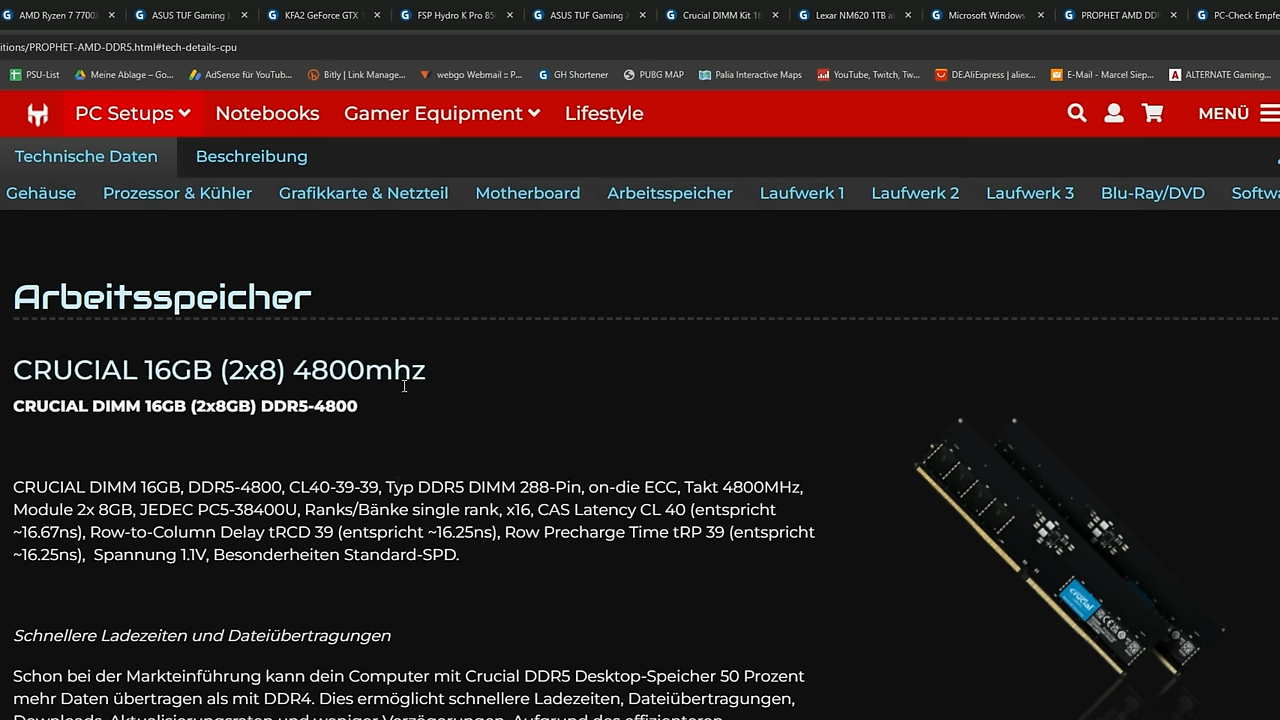 AMD Ryzen 7 7700 ASUS TUF Gaming KFA2 GeForce GTX FSP Hydro K Pro 85 ASUS TUF Gaming Crucial DIMM Kit 16 Lexar NM620 1TB Microsoft Windows PROPHET AMD DD PC-Check Empfe
itions/PROPHET-AMD-DDR5.html#tech-details-cpu
PSU-List Meine Ablage – Go... AdSense für YouTub... Bitly | Link Manage... webgo Webmail :: P... GH Shortener PUBG MAP Palia Interactive Maps YouTube, Twitch, Tw... DE.AliExpress | aliex... E-Mail - Marcel Siep... ALTERNATE Gaming...
PC Setups Notebooks Gamer Equipment Lifestyle MENÜ
Technische Daten Beschreibung
Gehäuse Prozessor & Kühler Grafikkarte & Netzteil Motherboard Arbeitsspeicher Laufwerk 1 Laufwerk 2 Laufwerk 3 Blu-Ray/DVD Softwa
Arbeitsspeicher
CRUCIAL 16GB (2x8) 4800mhz
CRUCIAL DIMM 16GB (2x8GB) DDR5-4800
CRUCIAL DIMM 16GB, DDR5-4800, CL40-39-39, Typ DDR5 DIMM 288-Pin, on-die ECC, Takt 4800MHz,
Module 2x 8GB, JEDEC PC5-38400U, Ranks/Bänke single rank, x16, CAS Latency CL 40 (entspricht
~16.67ns), Row-to-Column Delay tRCD 39 (entspricht ~16.25ns), Row Precharge Time tRP 39 (entspricht
~16.25ns), Spannung 1.1V, Besonderheiten Standard-SPD.
crucial
Schnellere Ladezeiten und Dateiübertragungen
Schon bei der Markteinführung kann dein Computer mit Crucial DDR5 Desktop-Speicher 50 Prozent
mehr Daten übertragen als mit DDR4. Dies ermöglicht schnellere Ladezeiten, Dateiübertragungen,
Downloads, Aktualisierungsraten und weniger Verzögerungen. Aufgrund des effizienteren